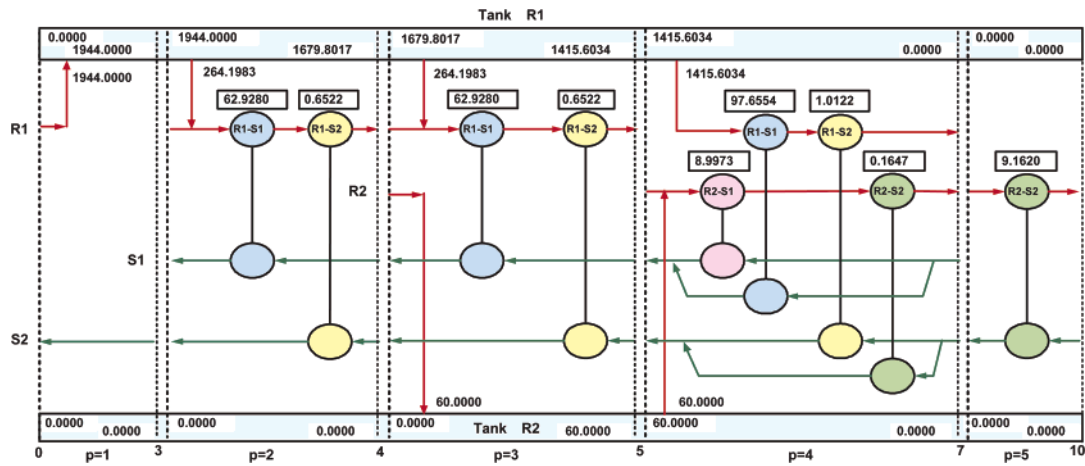 Tank R1
0.0000 1944.0000 1679.8017 1415.6034 0.0000
1944.0000 1679.8017 1415.6034 0.0000 0.0000
1944.0000 264.1983 264.1983 1415.6034
62.9280 0.6522 62.9280 0.6522 97.6554 1.0122
R1 R1-S1 R1-S2 R1-S1 R1-S2 R1-S1 R1-S2
8.9973 0.1647 9.1620
R2 R2-S1 R2-S2 R2-S2
S1
S2
60.0000 60.0000
0.0000 0.0000 0.0000 Tank R2 60.0000 0.0000
0.0000 0.0000 60.0000 0.0000 0.0000
0 p=1 3 p=2 4 p=3 5 p=4 7 p=5 10